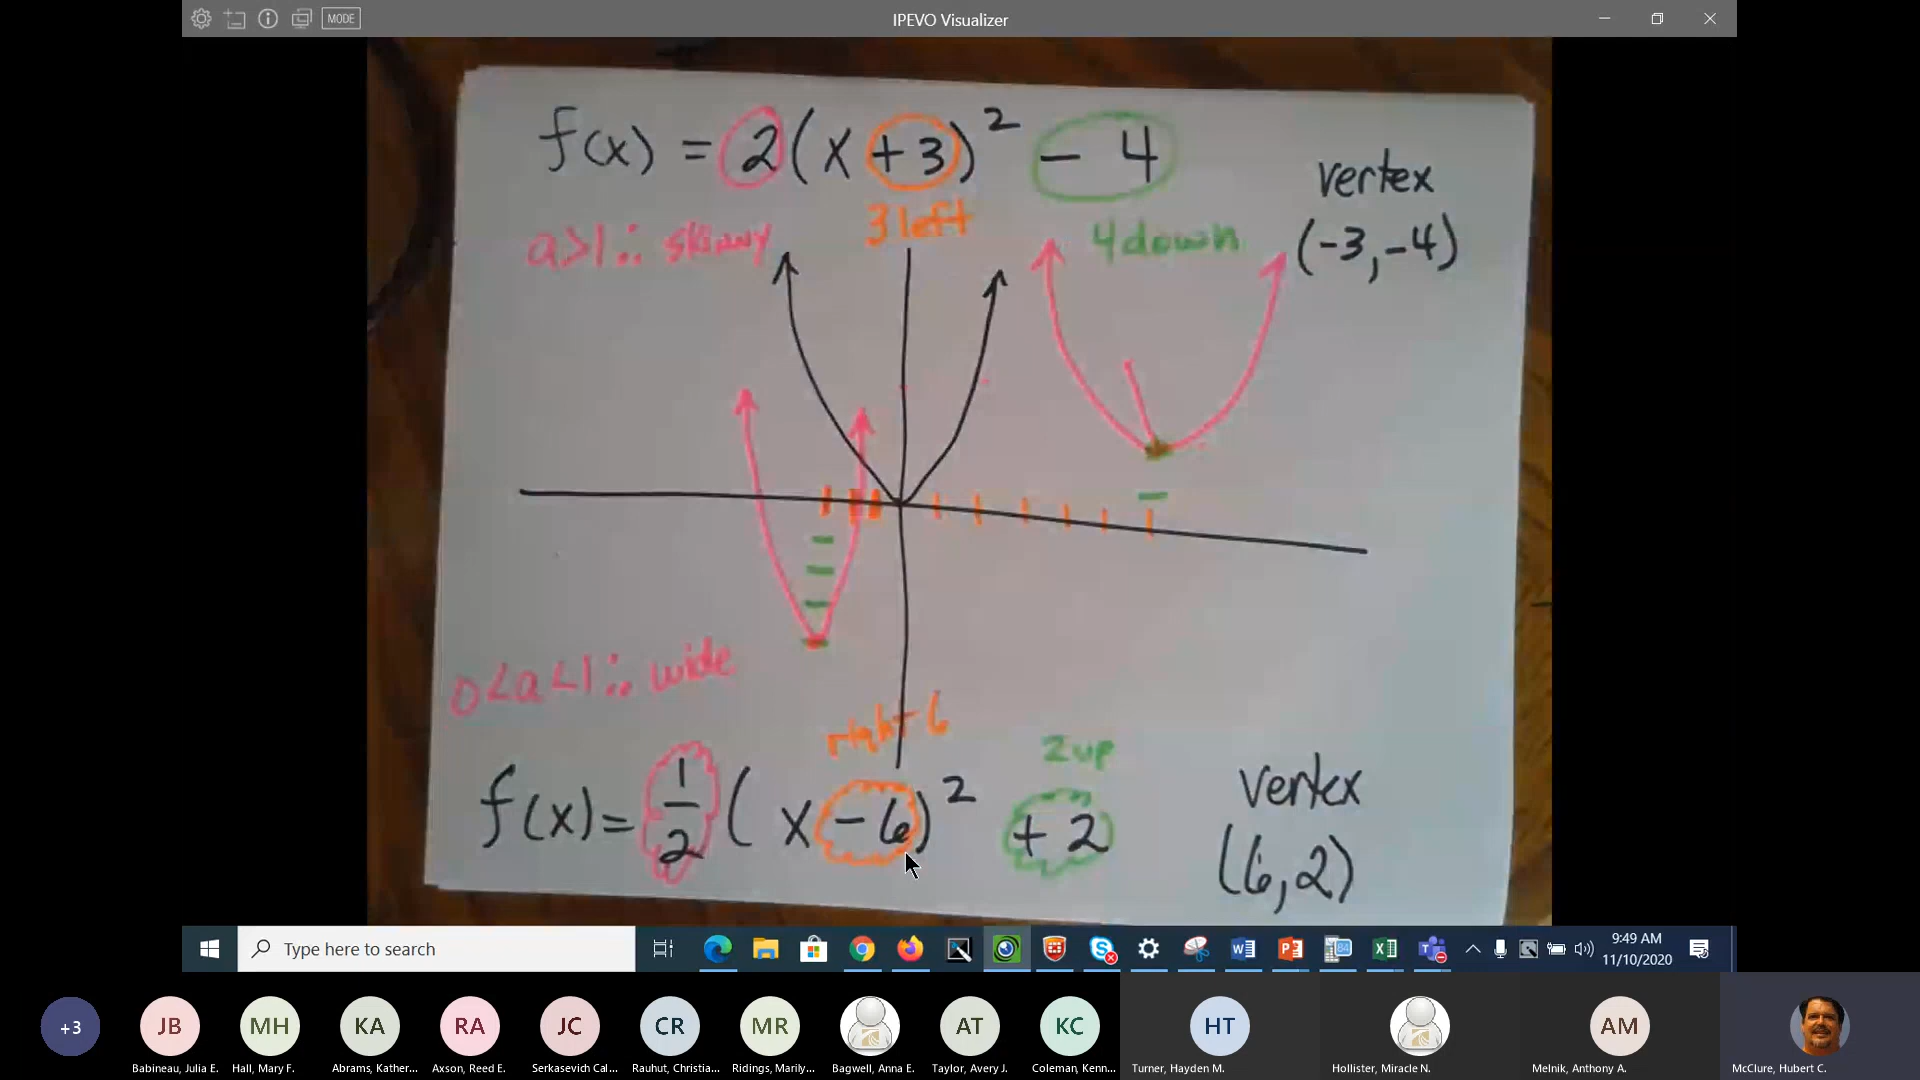 IPEVO Visualizer
MODE
f(x) = 2(x +3)² - 4
vertex
(-3,-4)
a>1 ∴ skinny
3 left
4 down
0<a<1 ∴ wide
right 6
2 up
f(x)= 1/2 (x -6)² +2
vertex
(6,2)
Type here to search
9:49 AM
11/10/2020
+3
JB
MH
KA
RA
JC
CR
MR
AT
KC
HT
AM
Babineau, Julia E.
Hall, Mary F.
Abrams, Kather...
Axson, Reed E.
Serkasevich Cal...
Rauhut, Christia...
Ridings, Marily...
Bagwell, Anna E.
Taylor, Avery J.
Coleman, Kenn...
Turner, Hayden M.
Hollister, Miracle N.
Melnik, Anthony A.
McClure, Hubert C.